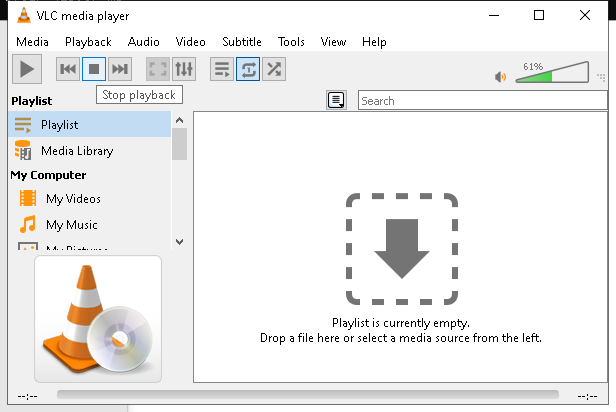 VLC media player
Media Playback Audio Video Subtitle Tools View Help
61%
Stop playback
Playlist
Search
Playlist
Media Library
My Computer
My Videos
My Music
My Pictures
Playlist is currently empty.
Drop a file here or select a media source from the left.
--:-- --:--